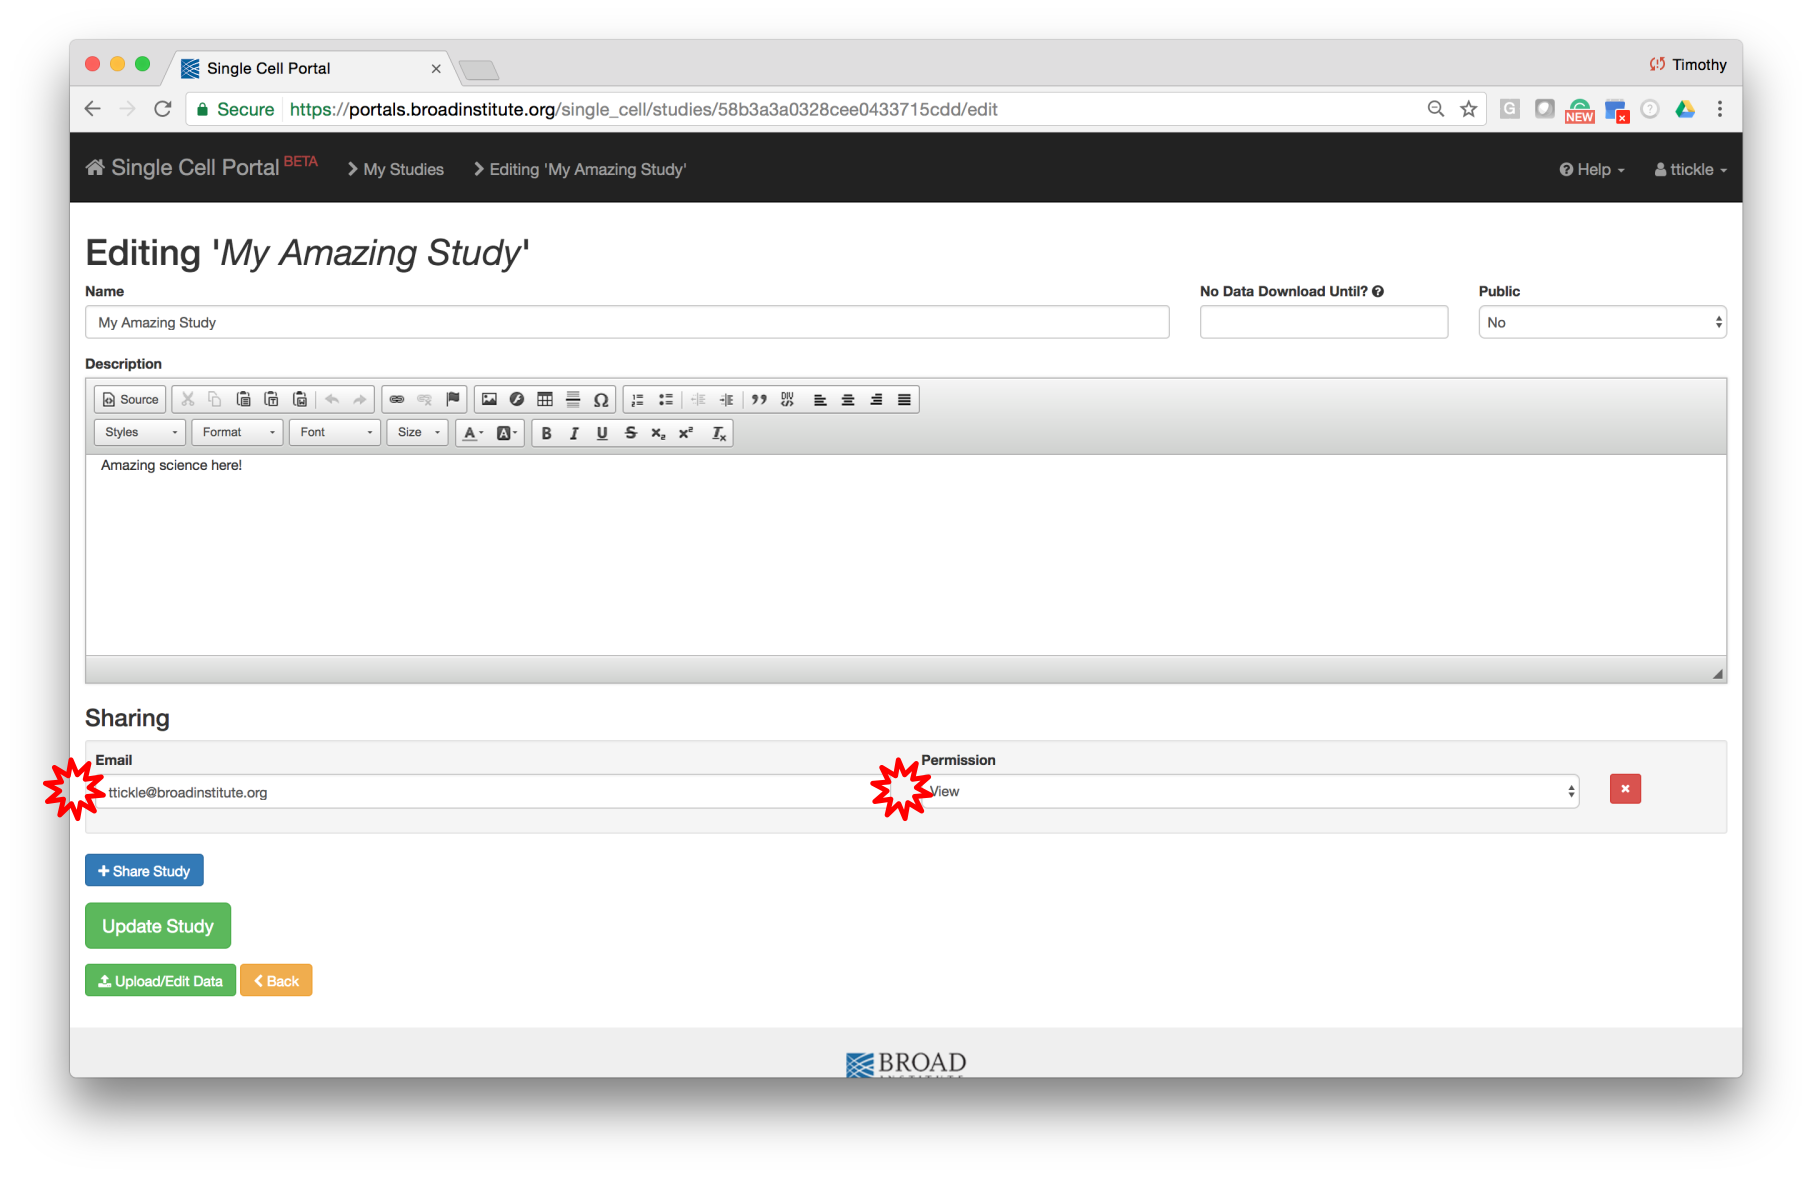 Single Cell Portal
Timothy
Secure https://portals.broadinstitute.org/single_cell/studies/58b3a3a0328cee0433715cdd/edit
G
NEW
Single Cell Portal BETA My Studies Editing 'My Amazing Study' Help ttickle
Editing 'My Amazing Study'
Name No Data Download Until? Public
My Amazing Study No
Description
Source
Styles Format Font Size A A B I U S x₂ x² Tx
Amazing science here!
Sharing
Email Permission
ttickle@broadinstitute.org View
Share Study
Update Study
Upload/Edit Data Back
BROAD